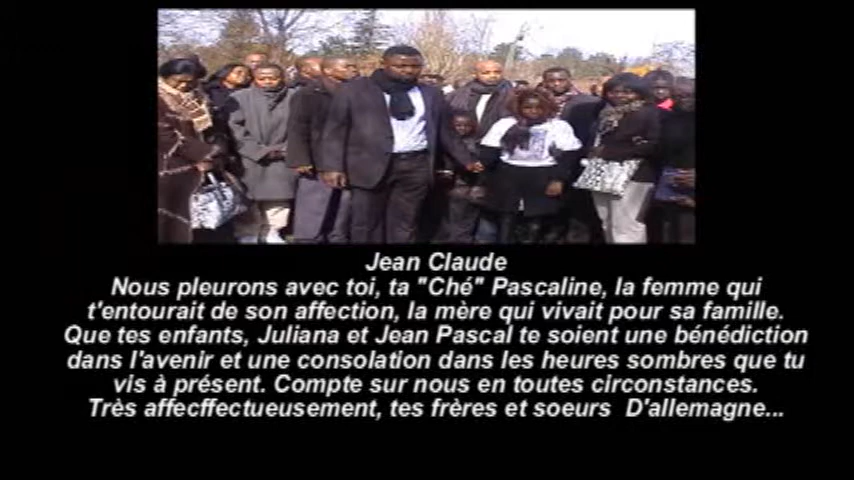 Jean Claude
Nous pleurons avec toi, ta "Ché" Pascaline, la femme qui
t'entourait de son affection, la mère qui vivait pour sa famille.
Que tes enfants, Juliana et Jean Pascal te soient une bénédiction
dans l'avenir et une consolation dans les heures sombres que tu
vis à présent. Compte sur nous en toutes circonstances.
Très affecffectueusement, tes frères et soeurs D'allemagne...